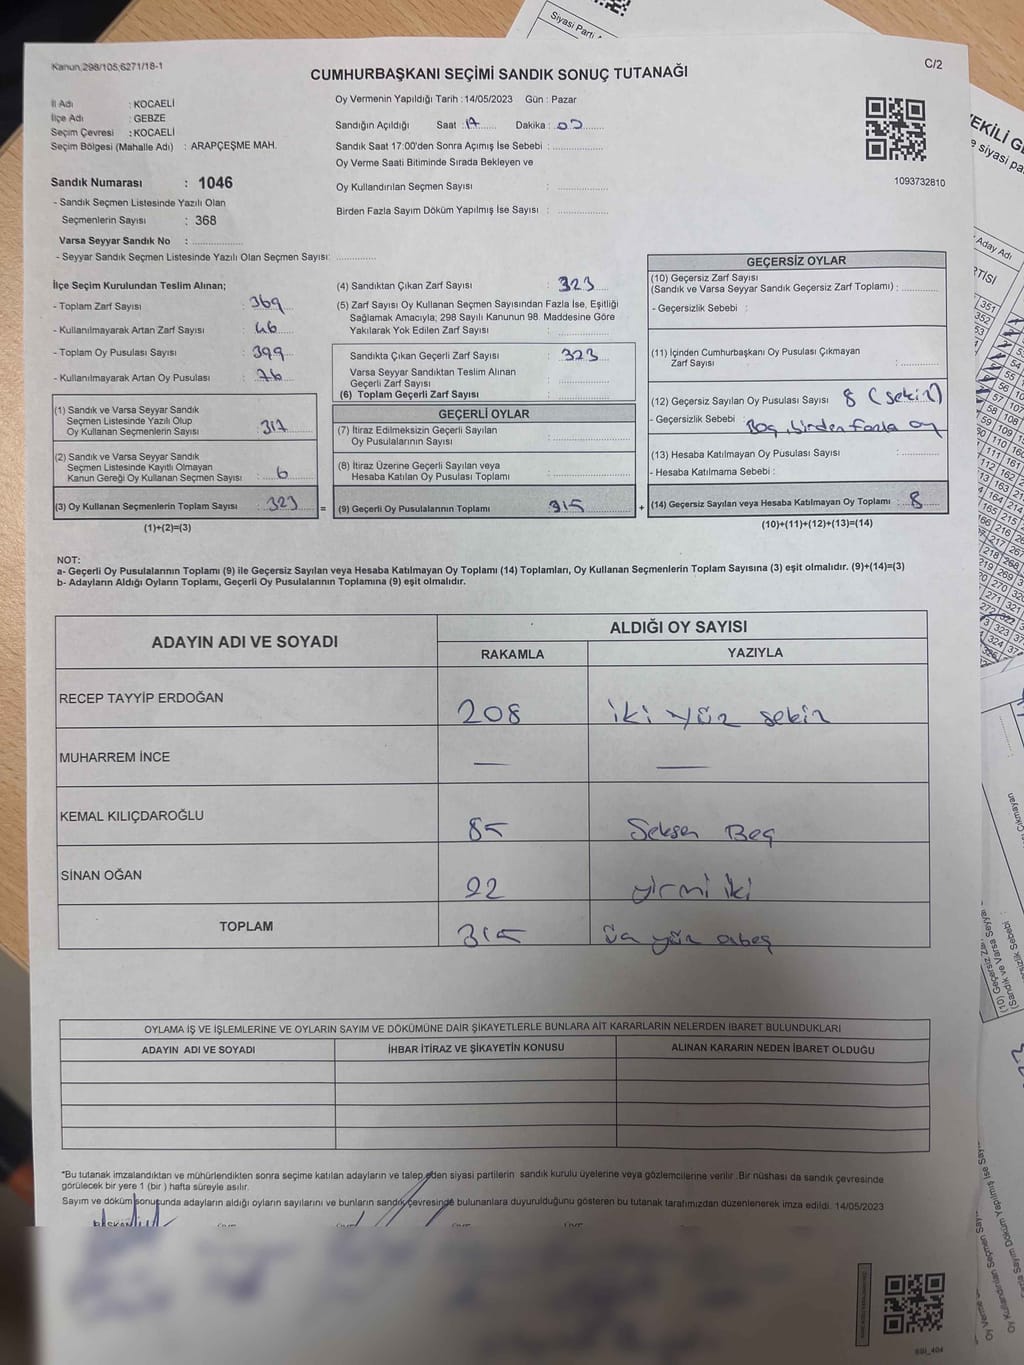 Kanun,298/105,6271/18-1
C/2
CUMHURBAŞKANI SEÇİMİ SANDIK SONUÇ TUTANAĞI
İl Adı : KOCAELİ
İlçe Adı : GEBZE
Seçim Çevresi : KOCAELİ
Seçim Bölgesi (Mahalle Adı) : ARAPÇEŞME MAH.
Sandık Numarası : 1046
- Sandık Seçmen Listesinde Yazılı Olan
Seçmenlerin Sayısı : 368
Varsa Seyyar Sandık No : ................
- Seyyar Sandık Seçmen Listesinde Yazılı Olan Seçmen Sayısı: ............
Oy Vermenin Yapıldığı Tarih :14/05/2023 Gün : Pazar
Sandığın Açıldığı Saat : 17 Dakika : 00
Sandık Saat 17:00'den Sonra Açımış İse Sebebi : ................
Oy Verme Saati Bitiminde Sırada Bekleyen ve
Oy Kullandırılan Seçmen Sayısı : ................
Birden Fazla Sayım Döküm Yapılmış İse Sayısı : ................
1093732810
İlçe Seçim Kurulundan Teslim Alınan;
- Toplam Zarf Sayısı : 369
- Kullanılmayarak Artan Zarf Sayısı : 46
- Toplam Oy Pusulası Sayısı : 399
- Kullanılmayarak Artan Oy Pusulası : 76
(1) Sandık ve Varsa Seyyar Sandık
Seçmen Listesinde Yazılı Olup
Oy Kullanan Seçmenlerin Sayısı : 317
(2) Sandık ve Varsa Seyyar Sandık
Seçmen Listesinde Kayıtlı Olmayan
Kanun Gereği Oy Kullanan Seçmen Sayısı : 6
(3) Oy Kullanan Seçmenlerin Toplam Sayısı : 323 =
(1)+(2)=(3)
(4) Sandıktan Çıkan Zarf Sayısı : 323
(5) Zarf Sayısı Oy Kullanan Seçmen Sayısından Fazla İse, Eşitliği
Sağlamak Amacıyla; 298 Sayılı Kanunun 98. Maddesine Göre
Yakılarak Yok Edilen Zarf Sayısı : ................
Sandıkta Çıkan Geçerli Zarf Sayısı : 323
Varsa Seyyar Sandıktan Teslim Alınan
Geçerli Zarf Sayısı : ................
(6) Toplam Geçerli Zarf Sayısı : ................
GEÇERLİ OYLAR
(7) İtiraz Edilmeksizin Geçerli Sayılan
Oy Pusulalarının Sayısı : ................
(8) İtiraz Üzerine Geçerli Sayılan veya
Hesaba Katılan Oy Pusulası Toplamı : ................
(9) Geçerli Oy Pusulalarının Toplamı : 315 +
GEÇERSİZ OYLAR
(10) Geçersiz Zarf Sayısı
(Sandık ve Varsa Seyyar Sandık Geçersiz Zarf Toplamı) : ............
- Geçersizlik Sebebi :
(11) İçinden Cumhurbaşkanı Oy Pusulası Çıkmayan
Zarf Sayısı : ............
(12) Geçersiz Sayılan Oy Pusulası Sayısı : 8 (sekiz)
- Geçersizlik Sebebi : Boş, birden fazla oy
(13) Hesaba Katılmayan Oy Pusulası Sayısı : ............
- Hesaba Katılmama Sebebi :
(14) Geçersiz Sayılan veya Hesaba Katılmayan Oy Toplamı : 8
(10)+(11)+(12)+(13)=(14)
NOT:
a- Geçerli Oy Pusulalarının Toplamı (9) ile Geçersiz Sayılan veya Hesaba Katılmayan Oy Toplamı (14) Toplamları, Oy Kullanan Seçmenlerin Toplam Sayısına (3) eşit olmalıdır. (9)+(14)=(3)
b- Adayların Aldığı Oyların Toplamı, Geçerli Oy Pusulalarının Toplamına (9) eşit olmalıdır.
ADAYIN ADI VE SOYADI
ALDIĞI OY SAYISI
RAKAMLA YAZIYLA
RECEP TAYYİP ERDOĞAN 208 iki yüz sekiz
MUHARREM İNCE — —
KEMAL KILIÇDAROĞLU 85 Seksen Beş
SİNAN OĞAN 22 yirmi iki
TOPLAM 315 üç yüz onbeş
OYLAMA İŞ VE İŞLEMLERİNE VE OYLARIN SAYIM VE DÖKÜMÜNE DAİR ŞİKAYETLERLE BUNLARA AİT KARARLARIN NELERDEN İBARET BULUNDUKLARI
ADAYIN ADI VE SOYADI İHBAR İTİRAZ VE ŞİKAYETİN KONUSU ALINAN KARARIN NEDEN İBARET OLDUĞU
*Bu tutanak imzalandıktan ve mühürlendikten sonra seçime katılan adayların ve talep eden siyasi partilerin sandık kurulu üyelerine veya gözlemcilerine verilir .Bir nüshası da sandık çevresinde
görülecek bir yere 1 (bir ) hafta süreyle asılır.
Sayım ve döküm sonucunda adayların aldığı oyların sayılarını ve bunların sandık çevresinde bulunanlara duyurulduğunu gösteren bu tutanak tarafımızdan düzenlenerek imza edildi. 14/05/2023